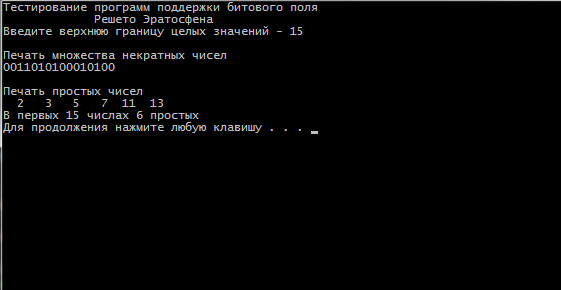 Тестирование программ поддержки битового поля
Решето Эратосфена
Введите верхнюю границу целых значений - 15
Печать множества некратных чисел
0011010100010100
Печать простых чисел
2 3 5 7 11 13
В первых 15 числах 6 простых
Для продолжения нажмите любую клавишу . . .